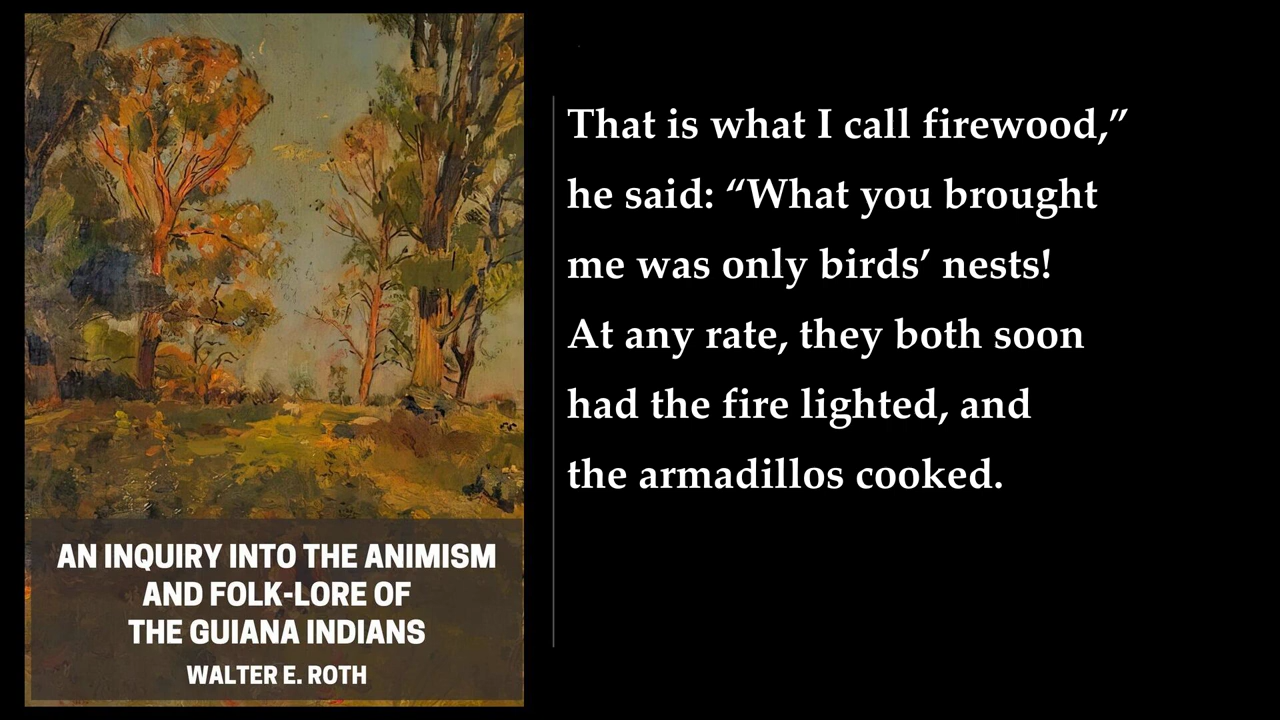 That is what I call firewood,”
he said: “What you brought
me was only birds’ nests!
At any rate, they both soon
had the fire lighted, and
the armadillos cooked.
AN INQUIRY INTO THE ANIMISM
AND FOLK-LORE OF
THE GUIANA INDIANS
WALTER E. ROTH